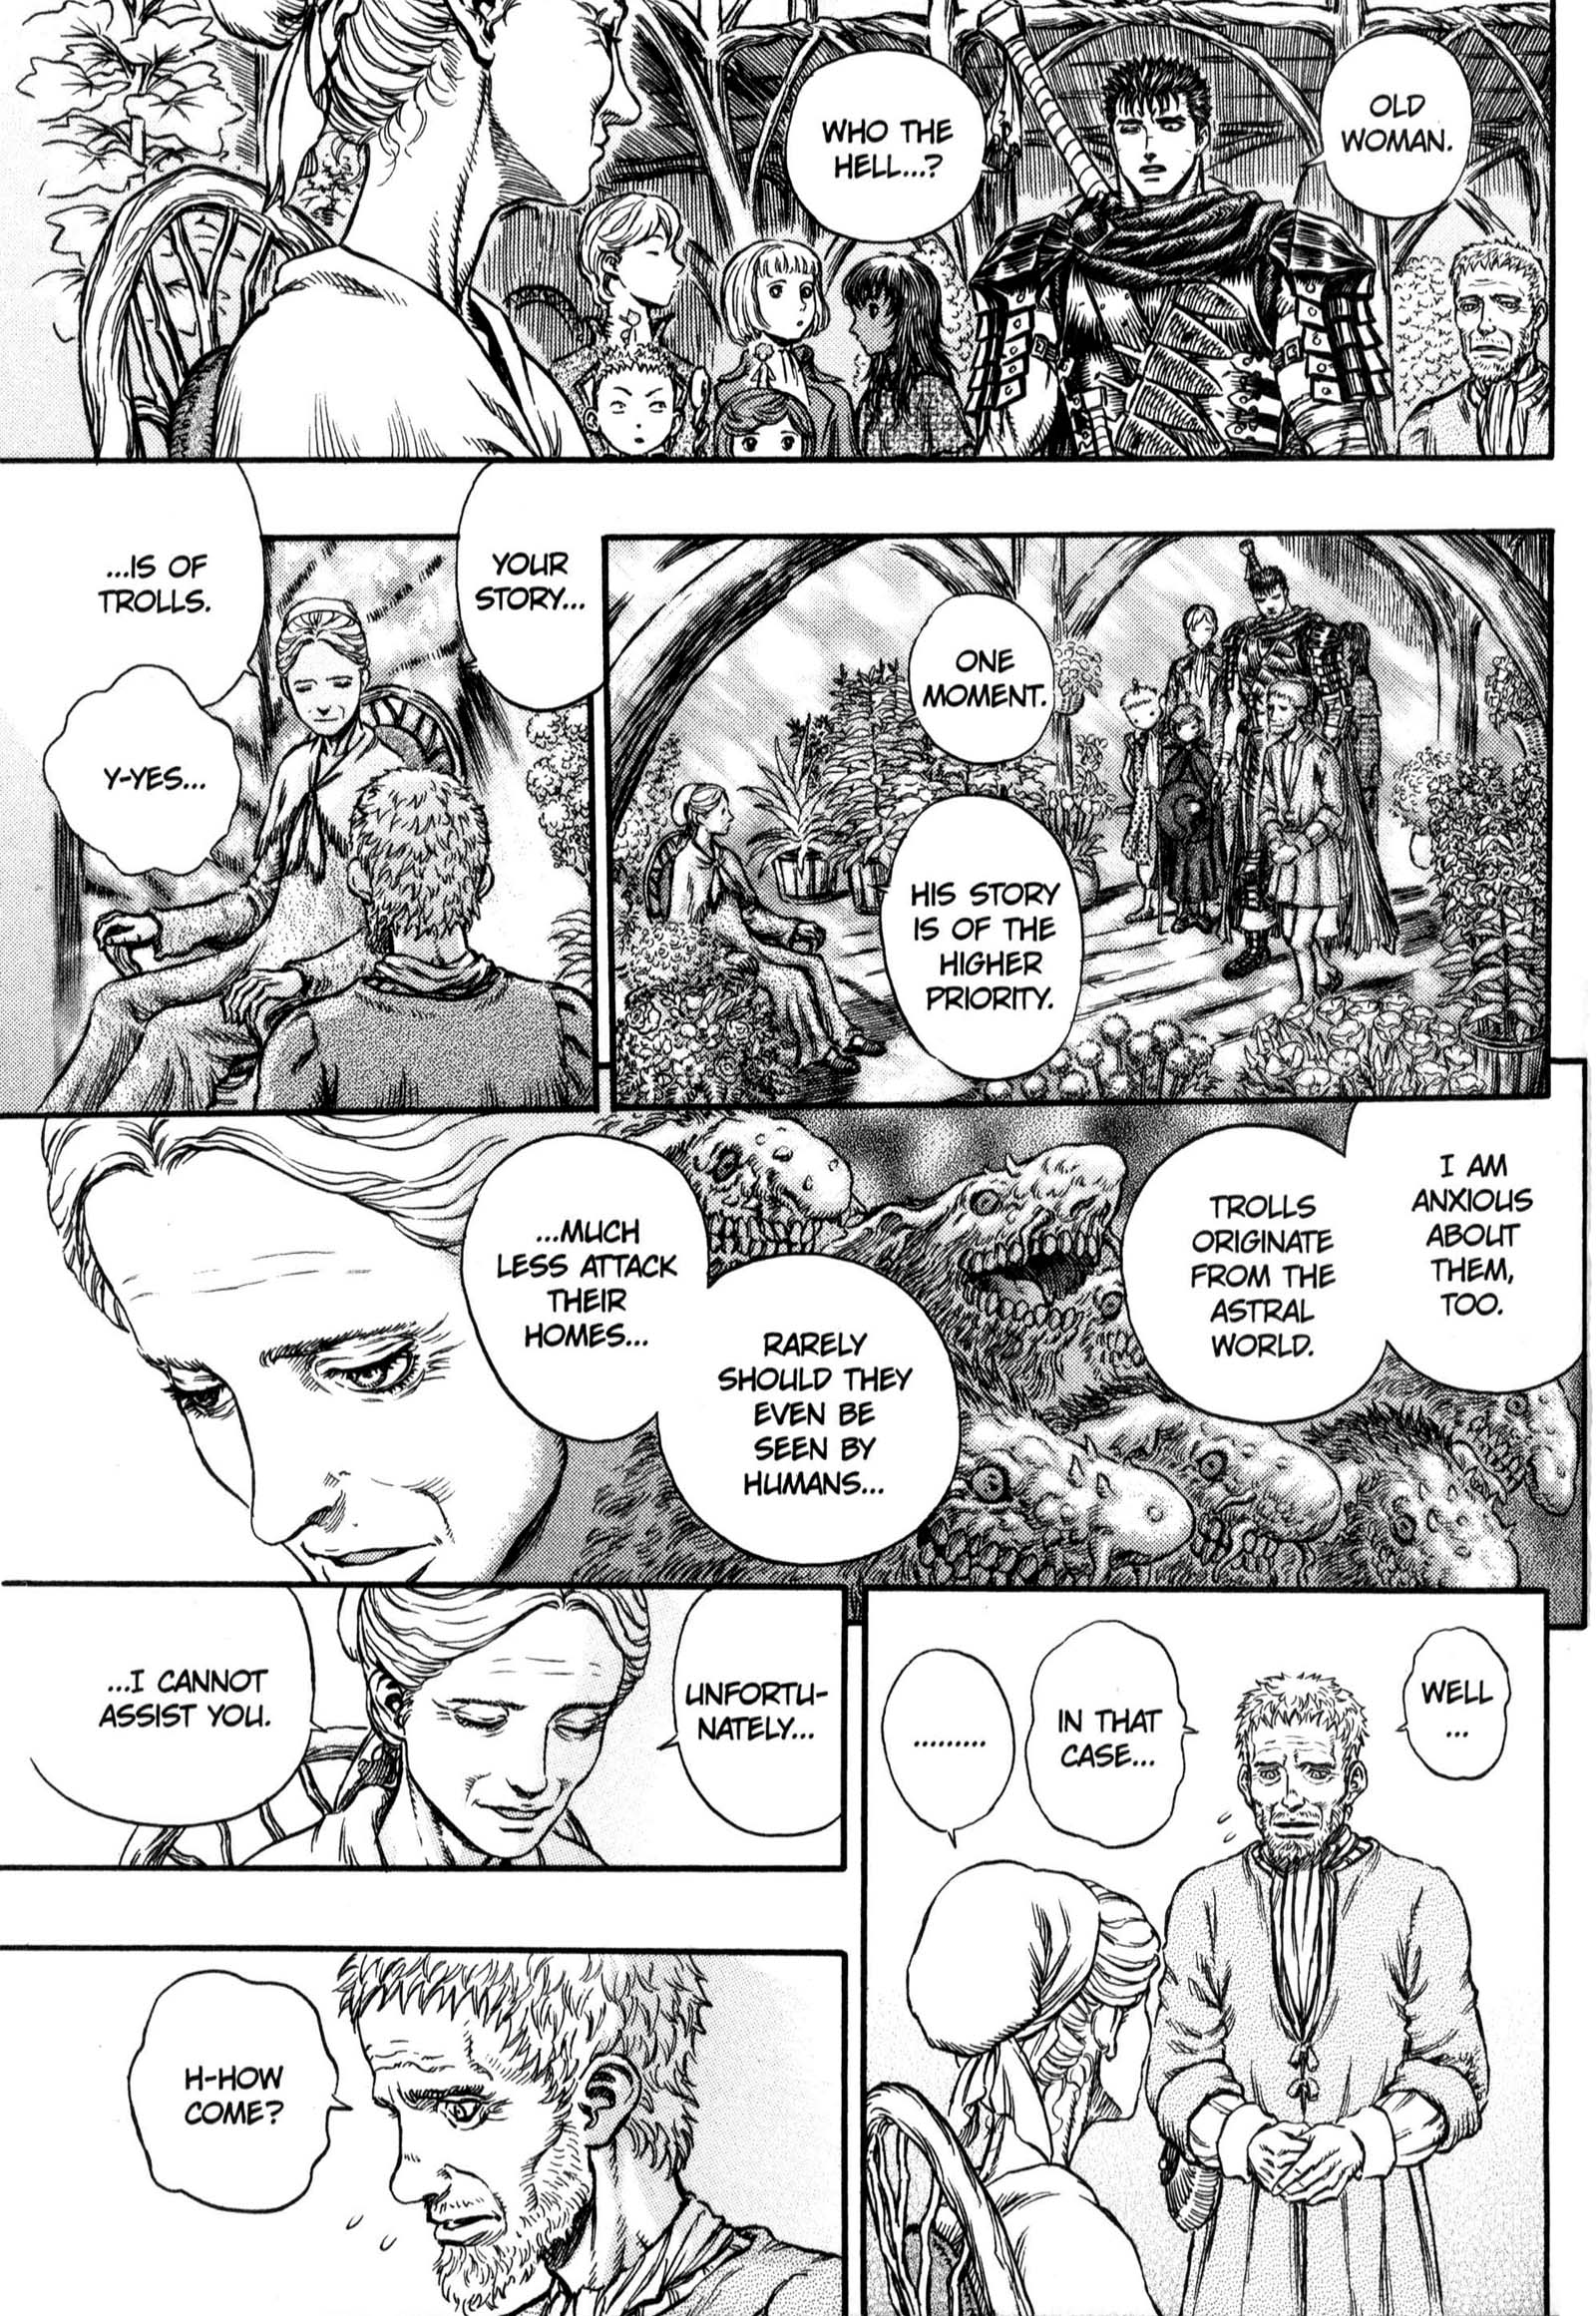 OLD
WOMAN.
WHO THE
HELL...?
ONE
MOMENT.
HIS STORY
IS OF THE
HIGHER
PRIORITY.
YOUR
STORY...
...IS OF
TROLLS.
Y-YES...
I AM
ANXIOUS
ABOUT
THEM,
TOO.
TROLLS
ORIGINATE
FROM THE
ASTRAL
WORLD.
RARELY
SHOULD THEY
EVEN BE
SEEN BY
HUMANS...
...MUCH
LESS ATTACK
THEIR
HOMES...
WELL
...
IN THAT
CASE...
.........
UNFORTU-
NATELY...
...I CANNOT
ASSIST YOU.
H-HOW
COME?